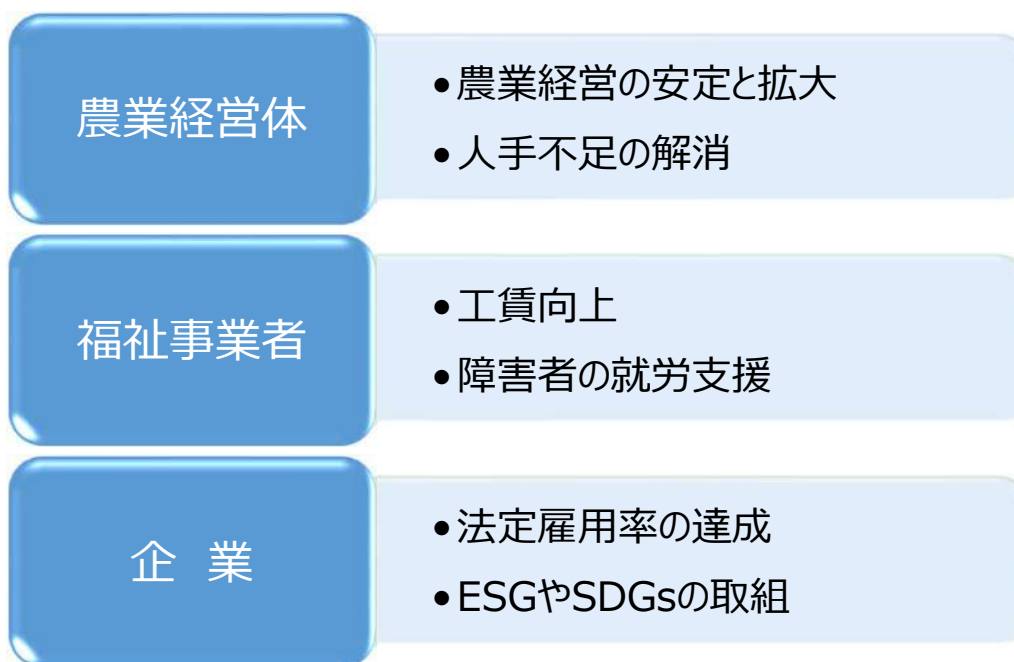 農業経営体
•農業経営の安定と拡大
•人手不足の解消
福祉事業者
•工賃向上
•障害者の就労支援
企　業
•法定雇用率の達成
•ESGやSDGsの取組